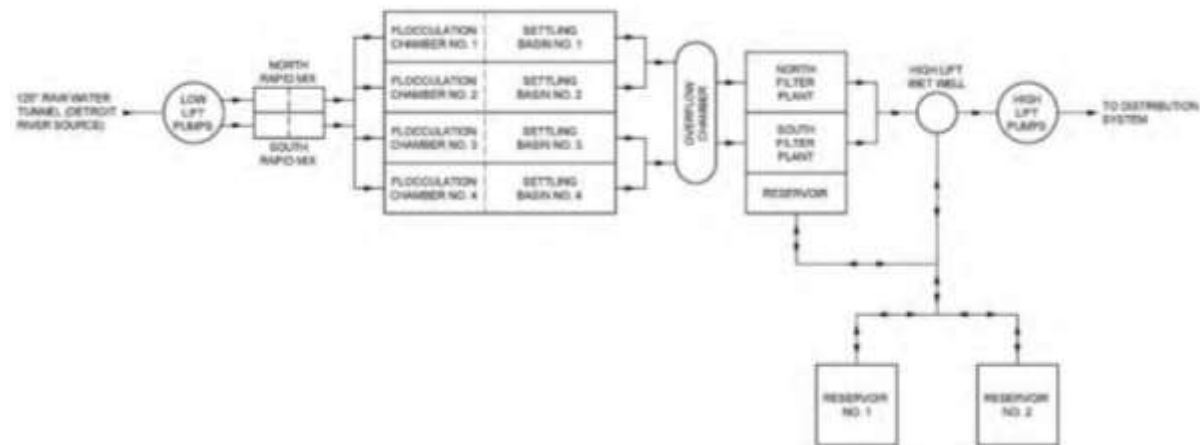 120" RAW WATER
TUNNEL (DETROIT
RIVER SOURCE)
LOW
LIFT
PUMPS
NORTH
RAPID MIX
SOUTH
RAPID MIX
FLOCCULATION
CHAMBER NO. 1
SETTLING
BASIN NO. 1
FLOCCULATION
CHAMBER NO. 2
SETTLING
BASIN NO. 2
FLOCCULATION
CHAMBER NO. 3
SETTLING
BASIN NO. 3
FLOCCULATION
CHAMBER NO. 4
SETTLING
BASIN NO. 4
OVERFLOW
CHAMBER
NORTH
FILTER
PLANT
SOUTH
FILTER
PLANT
RESERVOIR
HIGH LIFT
WET WELL
HIGH
LIFT
PUMPS
TO DISTRIBUTION
SYSTEM
RESERVOIR
NO. 1
RESERVOIR
NO. 2